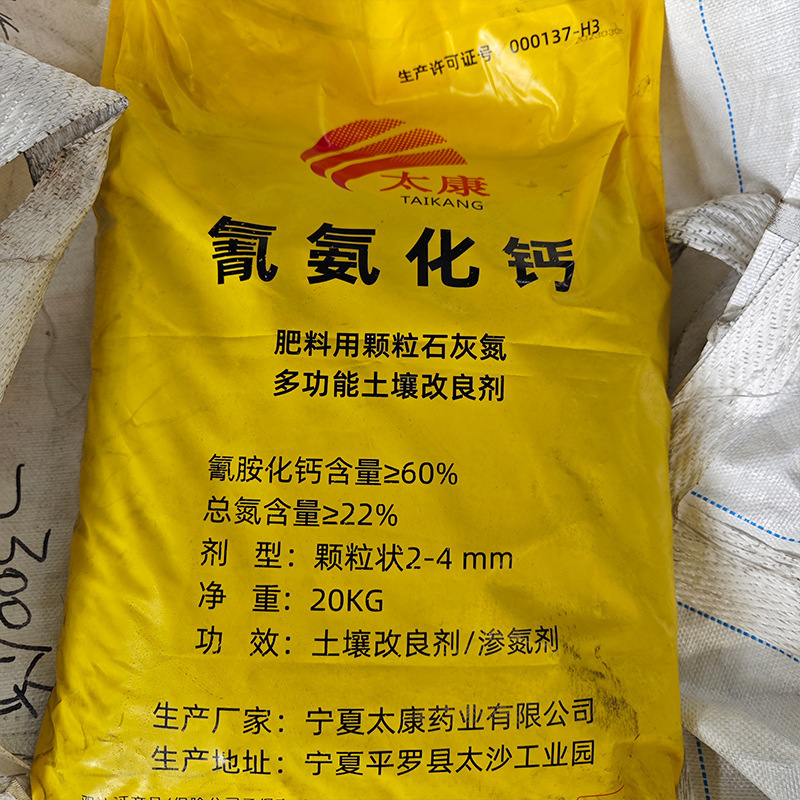 生产许可证号：000137-H3
太康
TAIKANG
氰氨化钙
肥料用颗粒石灰氮
多功能土壤改良剂
氰胺化钙含量≥60%
总氮含量≥22%
剂 型：颗粒状2-4 mm
净 重：20KG
功 效：土壤改良剂/渗氮剂
生产厂家：宁夏太康药业有限公司
生产地址：宁夏平罗县太沙工业园